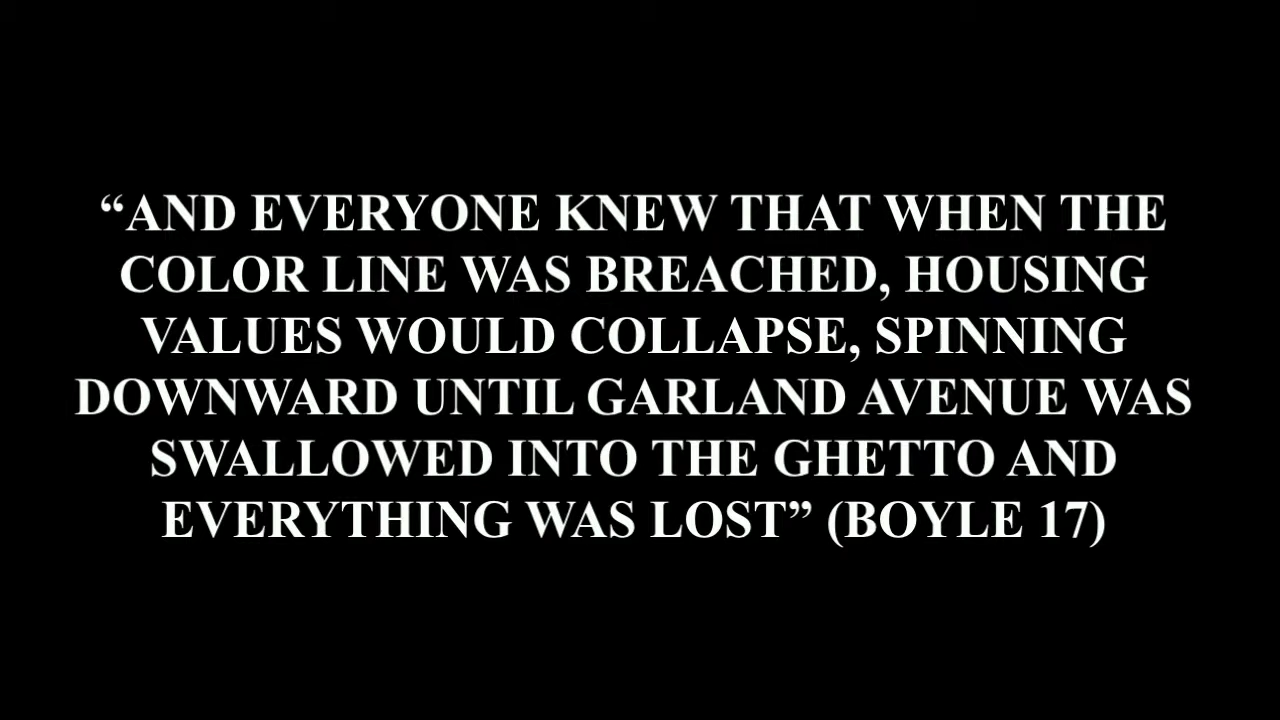 “AND EVERYONE KNEW THAT WHEN THE
COLOR LINE WAS BREACHED, HOUSING
VALUES WOULD COLLAPSE, SPINNING
DOWNWARD UNTIL GARLAND AVENUE WAS
SWALLOWED INTO THE GHETTO AND
EVERYTHING WAS LOST” (BOYLE 17)